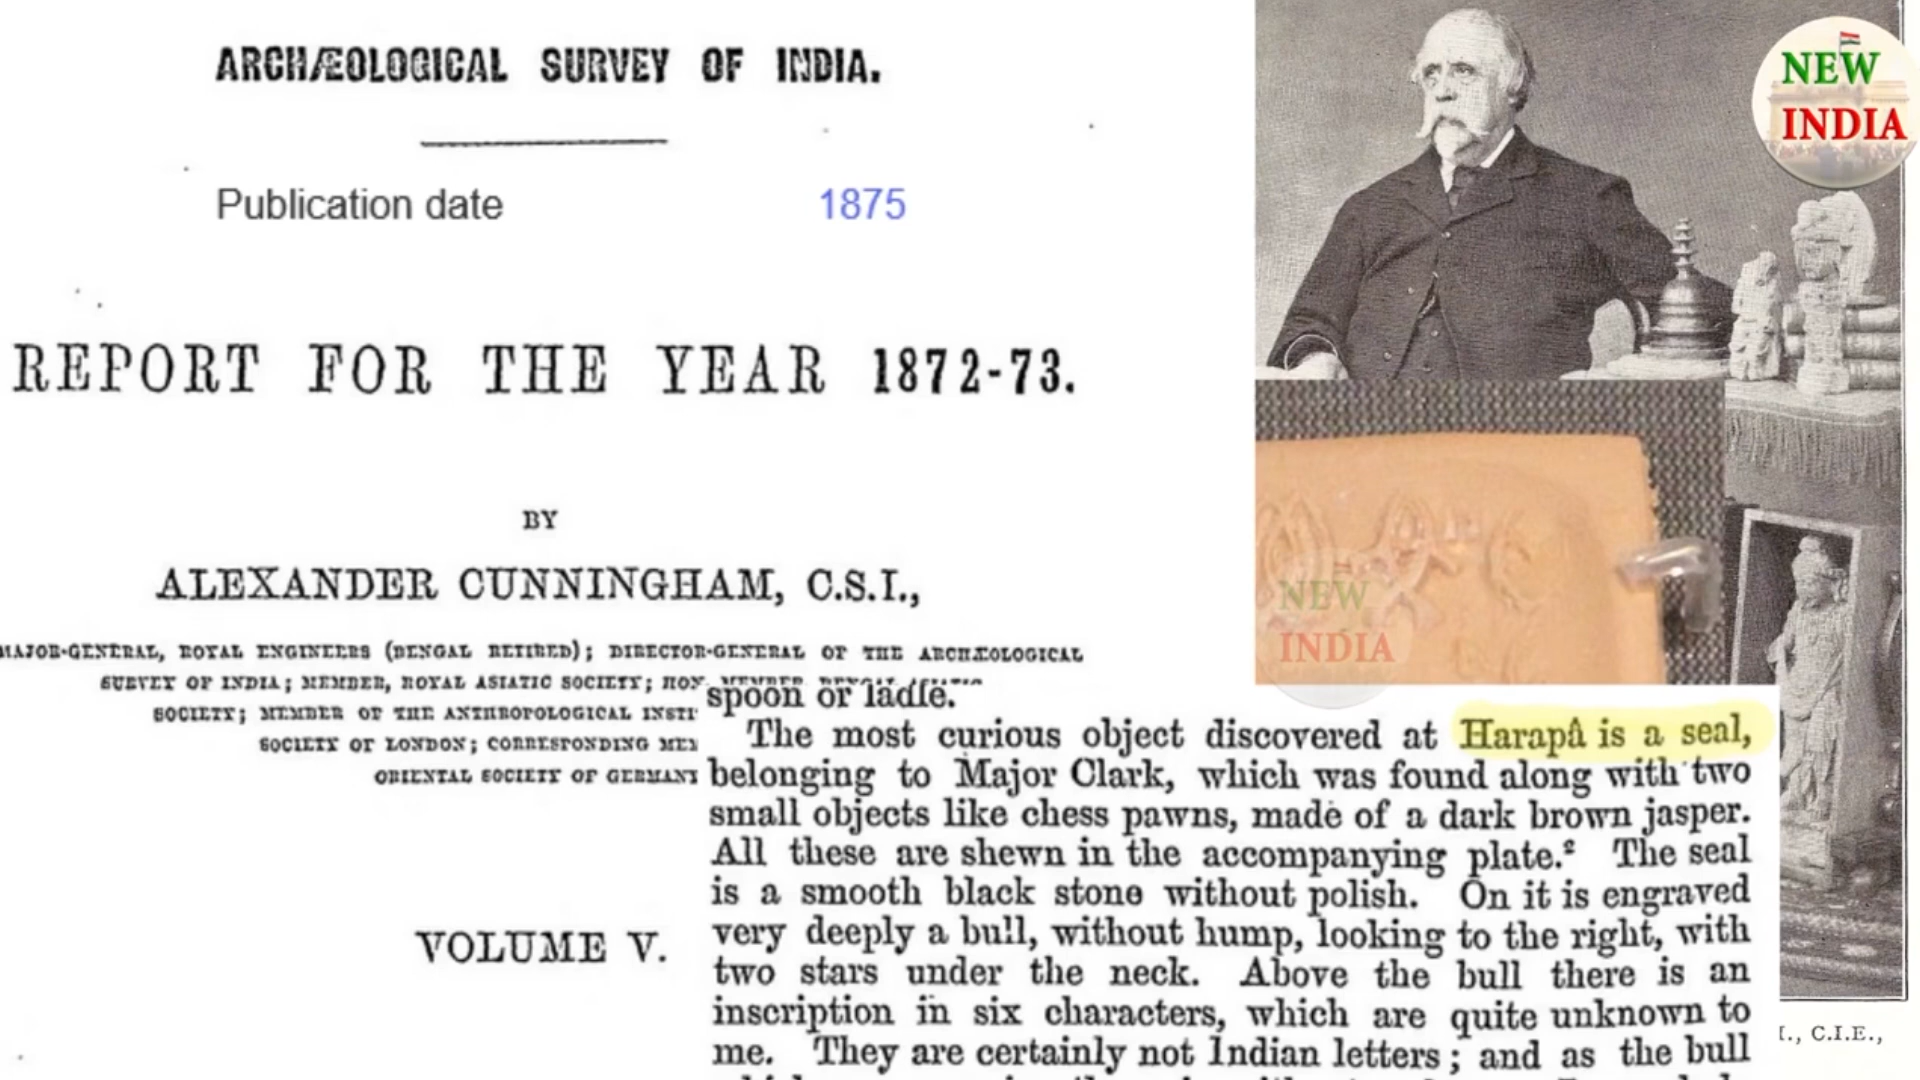 ARCHÆOLOGICAL SURVEY OF INDIA.
Publication date 1875
REPORT FOR THE YEAR 1872-73.
BY
ALEXANDER CUNNINGHAM, C.S.I.,
MAJOR-GENERAL, ROYAL ENGINEERS (BENGAL RETIRED); DIRECTOR-GENERAL OF THE ARCHÆOLOGICAL
SURVEY OF INDIA; MEMBER, ROYAL ASIATIC SOCIETY; HON. MEMBER
SOCIETY; MEMBER OF THE ANTHROPOLOGICAL INSTI
SOCIETY OF LONDON; CORRESPONDING MEM
ORIENTAL SOCIETY OF GERMANY
VOLUME V.
spoon or ladle.
The most curious object discovered at Harapâ is a seal,
belonging to Major Clark, which was found along with two
small objects like chess pawns, made of a dark brown jasper.
All these are shewn in the accompanying plate.² The seal
is a smooth black stone without polish. On it is engraved
very deeply a bull, without hump, looking to the right, with
two stars under the neck. Above the bull there is an
inscription in six characters, which are quite unknown to
me. They are certainly not Indian letters; and as the bull
NEW
INDIA
NEW
INDIA
I., C.I.E.,